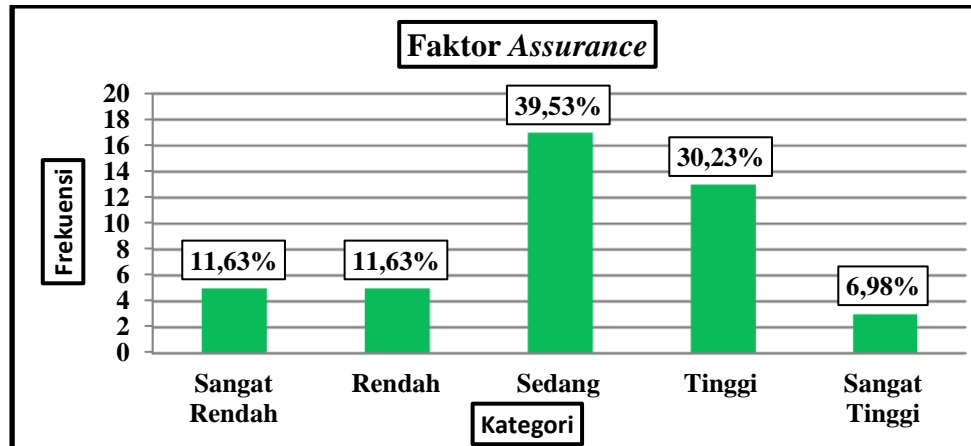 Faktor Assurance
Frekuensi
20
18
16
14
12
10
8
6
4
2
0
11,63%
11,63%
39,53%
30,23%
6,98%
Sangat
Rendah
Rendah
Sedang
Tinggi
Sangat
Tinggi
Kategori